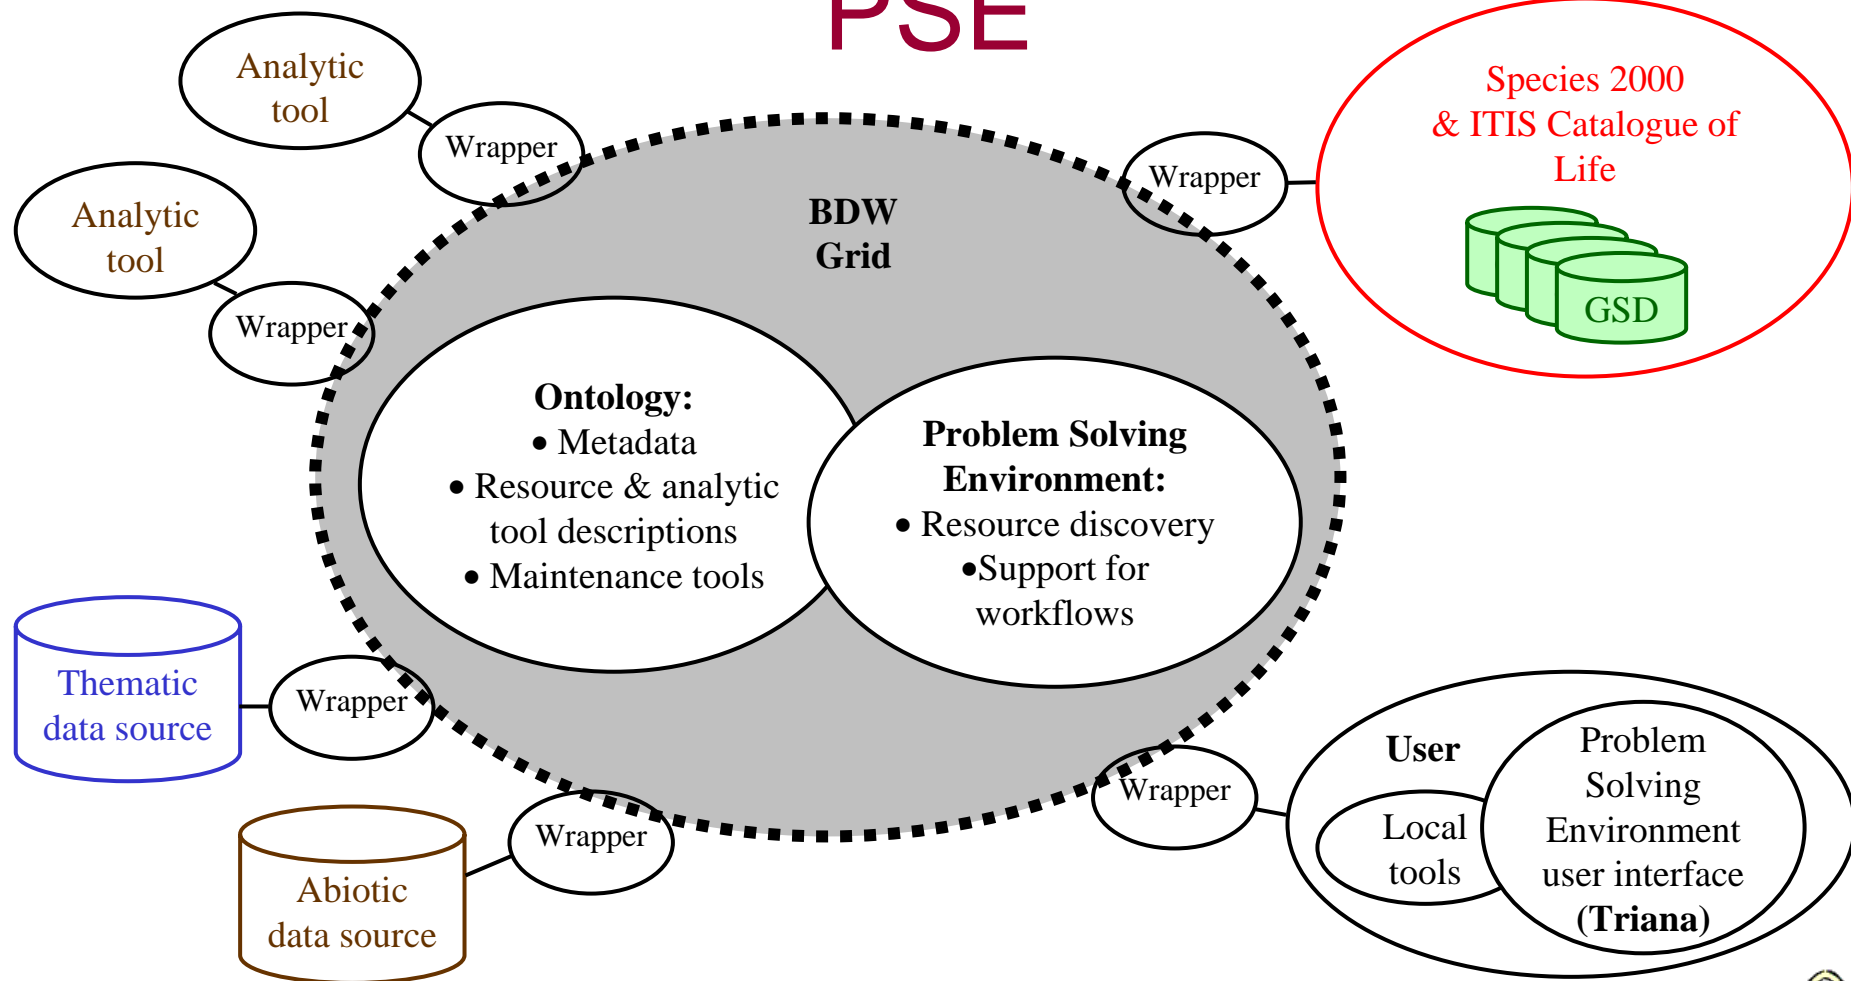 PSE
Analytic
tool
Wrapper
Analytic
tool
Wrapper
BDW
Grid
Wrapper
Species 2000
& ITIS Catalogue of
Life
GSD
Ontology:
• Metadata
• Resource & analytic
tool descriptions
• Maintenance tools
Problem Solving
Environment:
• Resource discovery
•Support for
workflows
Thematic
data source
Wrapper
Abiotic
data source
Wrapper
Wrapper
User
Local
tools
Problem
Solving
Environment
user interface
(Triana)